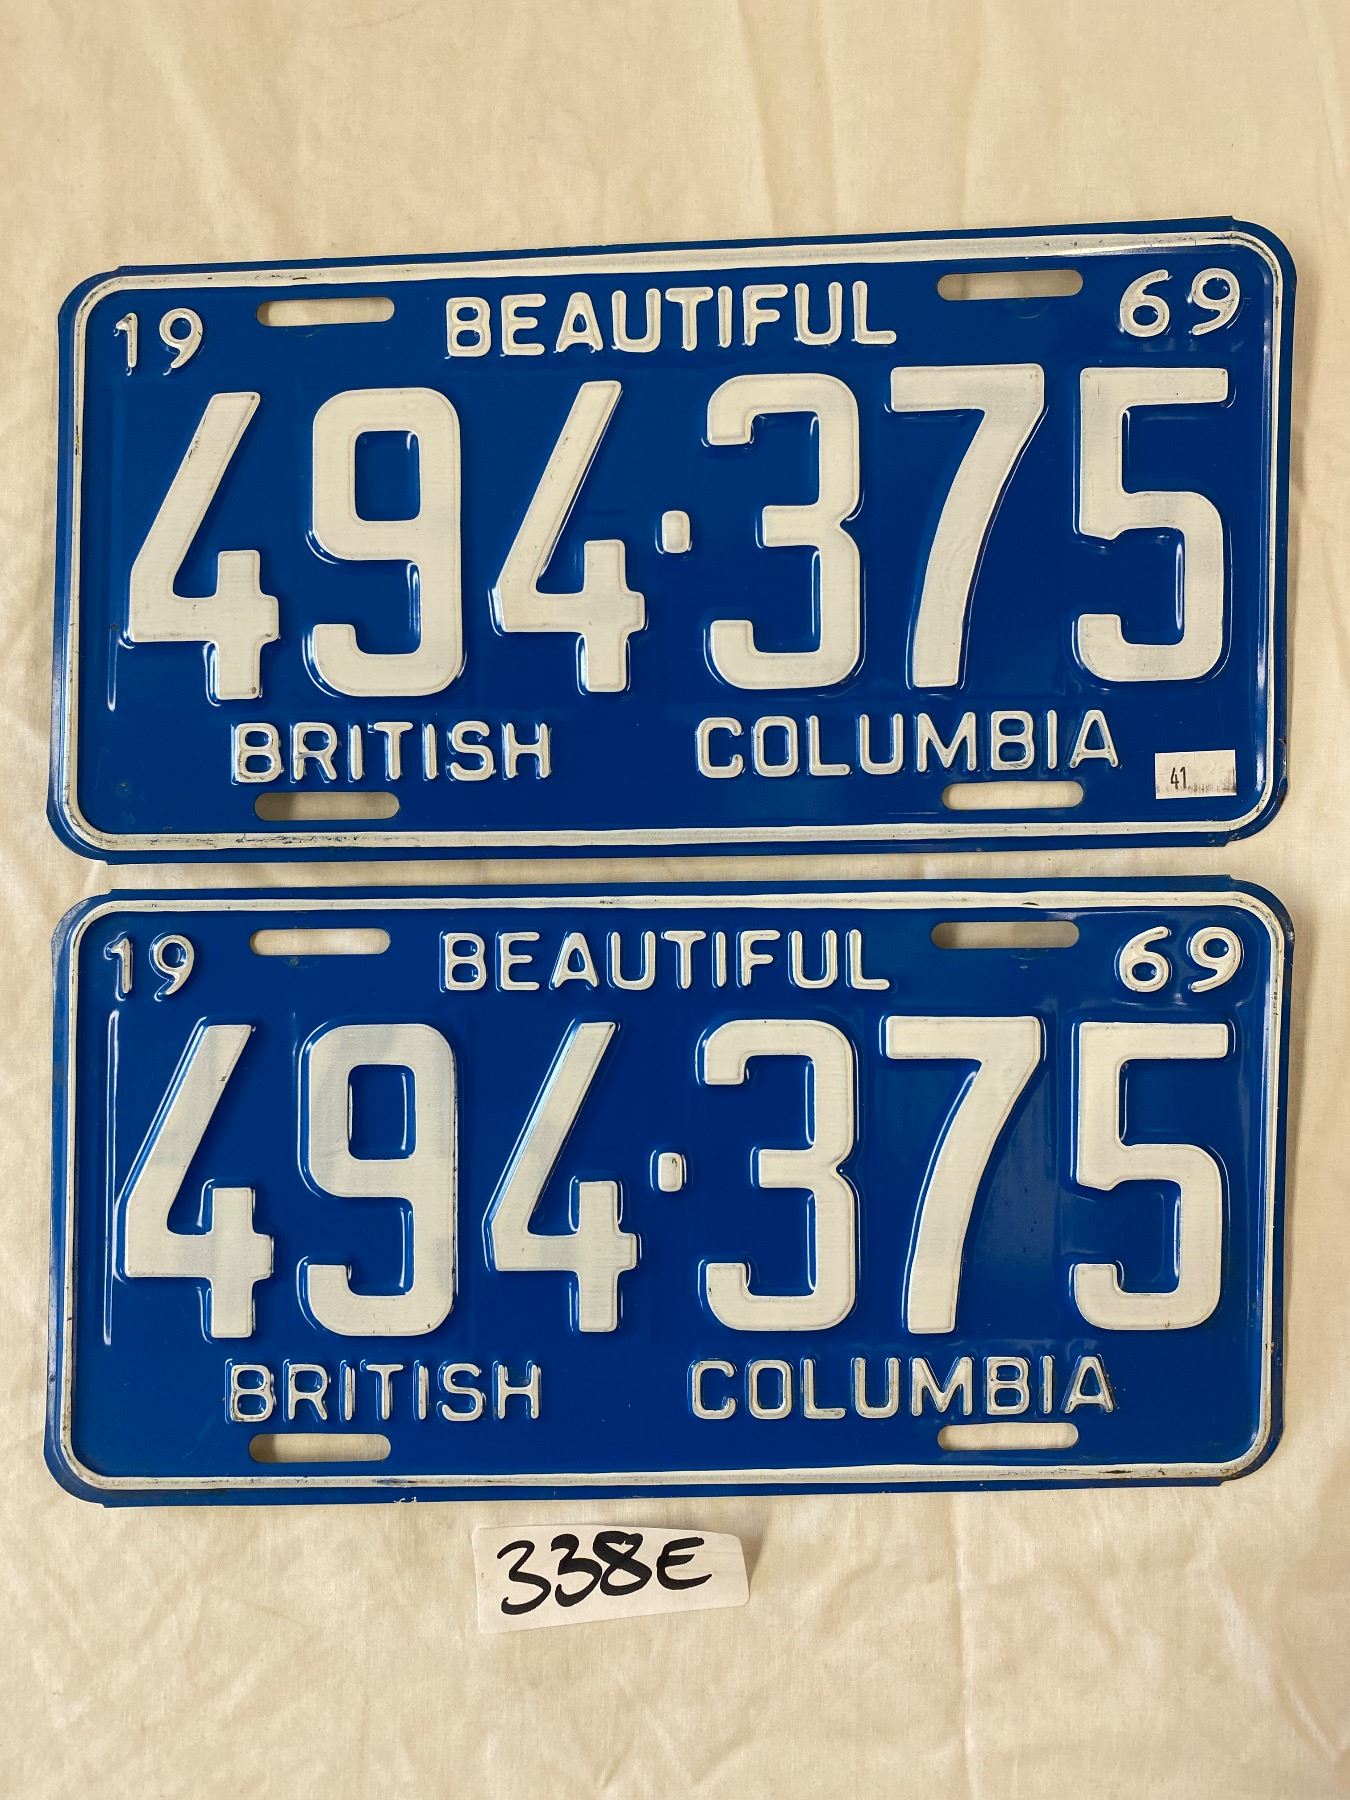 19 BEAUTIFUL 69
494·375
BRITISH COLUMBIA
41
19 BEAUTIFUL 69
494·375
BRITISH COLUMBIA
338E